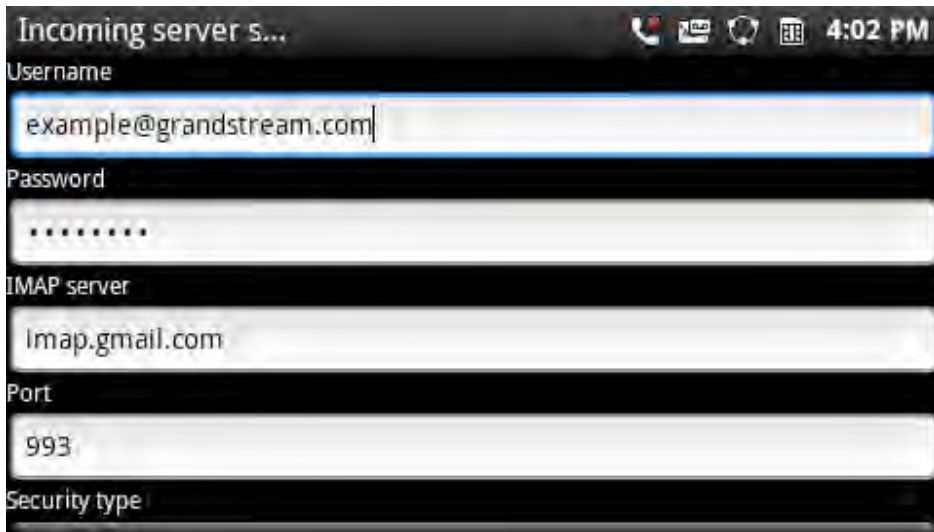 Incoming server s...
4:02 PM
Username
example@grandstream.com
Password
••••••••
IMAP server
imap.gmail.com
Port
993
Security type